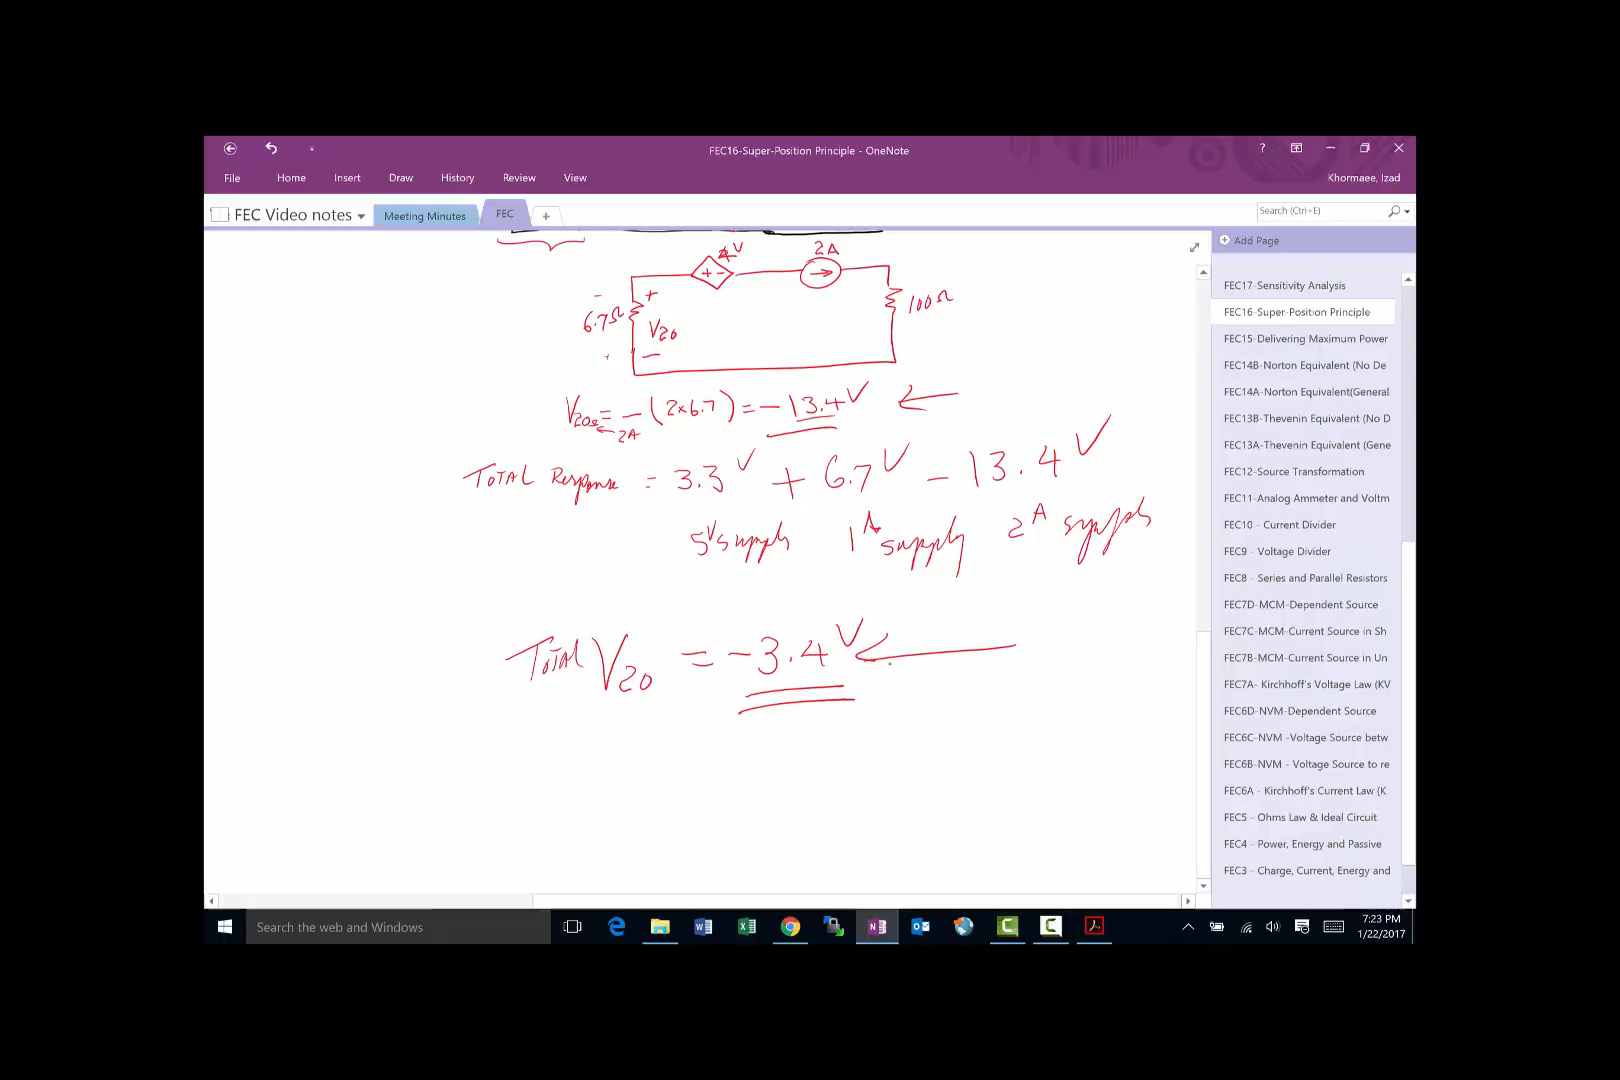 FEC16-Super-Position Principle - OneNote
File Home Insert Draw History Review View
Khormaee, Izad
FEC Video notes
Meeting Minutes
FEC
Search (Ctrl+E)
Add Page
FEC17-Sensitivity Analysis
FEC16-Super-Position Principle
FEC15-Delivering Maximum Power
FEC14B-Norton Equivalent (No De
FEC14A-Norton Equivalent(General
FEC13B-Thevenin Equivalent (No D
FEC13A-Thevenin Equivalent (Gene
FEC12-Source Transformation
FEC11-Analog Ammeter and Voltm
FEC10 - Current Divider
FEC9 - Voltage Divider
FEC8 - Series and Parallel Resistors
FEC7D-MCM-Dependent Source
FEC7C-MCM-Current Source in Sh
FEC7B-MCM-Current Source in Un
FEC7A- Kirchhoff's Voltage Law (KV
FEC6D-NVM-Dependent Source
FEC6C-NVM -Voltage Source betw
FEC6B-NVM - Voltage Source to re
FEC6A - Kirchhoff's Current Law (K
FEC5 - Ohms Law & Ideal Circuit
FEC4 - Power, Energy and Passive
FEC3 - Charge, Current, Energy and
2A
+ -
6.7Ω
+
V20
-
100Ω
= - (2×6.7) = -13.4V
2A
TOTAL Response = 3.3V + 6.7V - 13.4V
5V supply 1A supply 2A supply
TOTAL V20 = -3.4V
Search the web and Windows
7:23 PM
1/22/2017